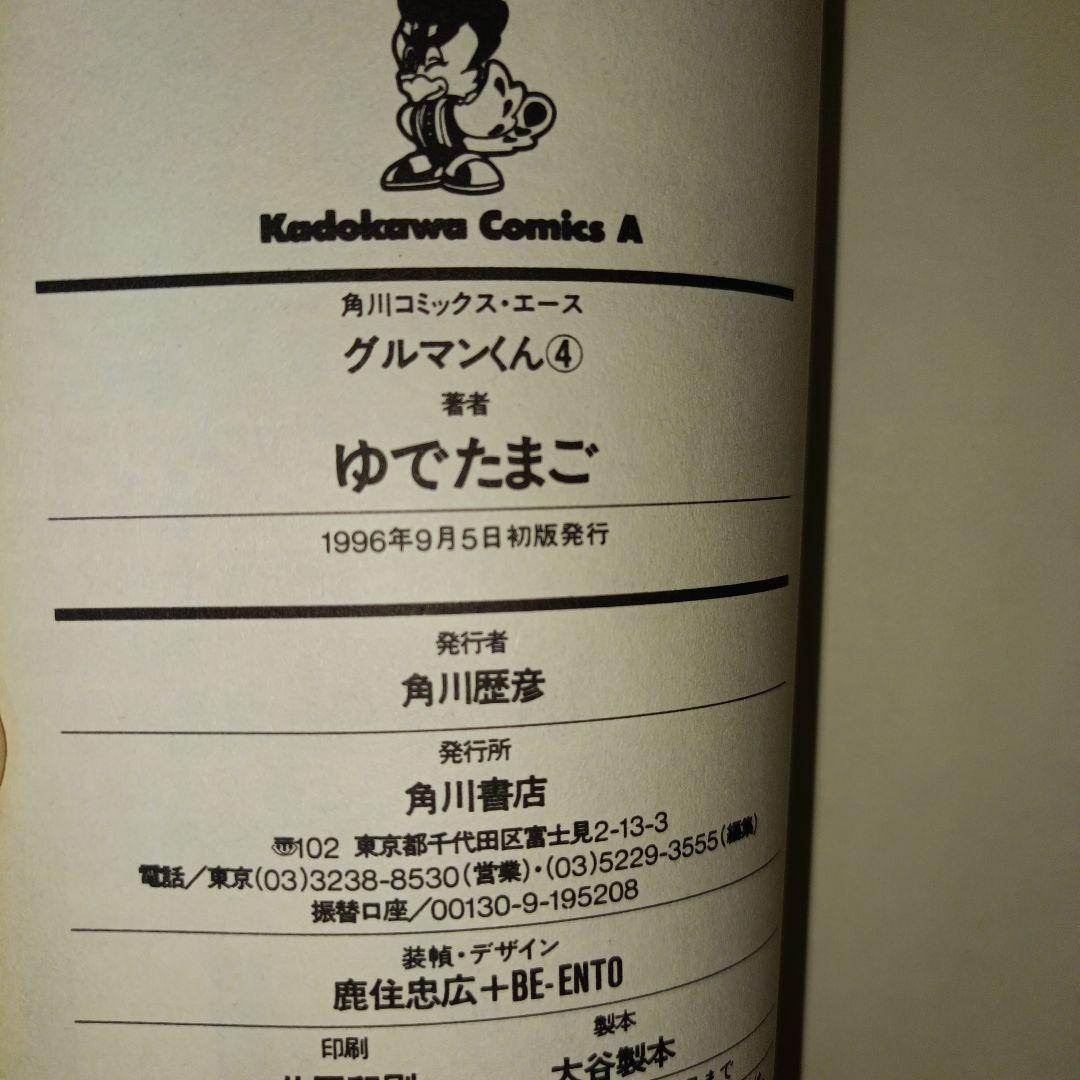 Kadokawa Comics A
角川コミックス・エース
グルマンくん④
著者
ゆでたまご
1996年9月5日初版発行
発行者
角川歴彦
発行所
角川書店
〠102 東京都千代田区富士見2-13-3
電話／東京(03)3238-8530(営業)・(03)5229-3555(編集)
振替口座／00130-9-195208
装幀・デザイン
鹿住忠広＋BE-ENTO
印刷
製本
大谷製本